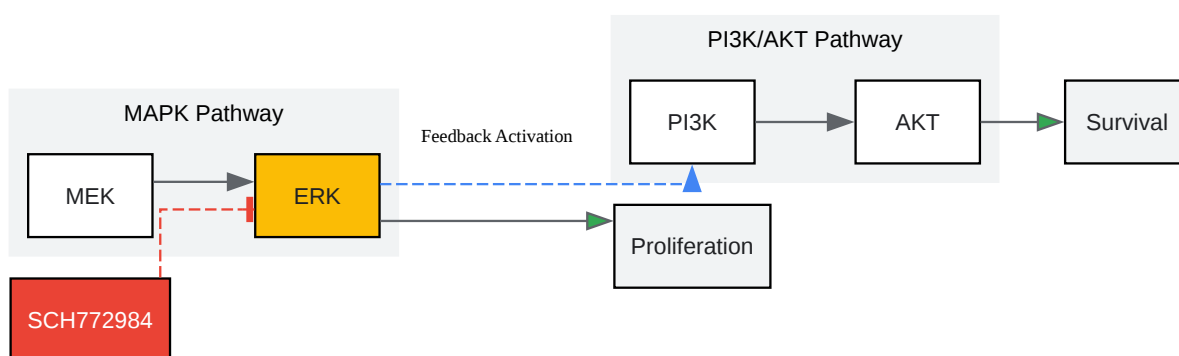 PI3K/AKT Pathway
MAPK Pathway
PI3K
AKT
Survival
Feedback Activation
MEK
ERK
Proliferation
SCH772984